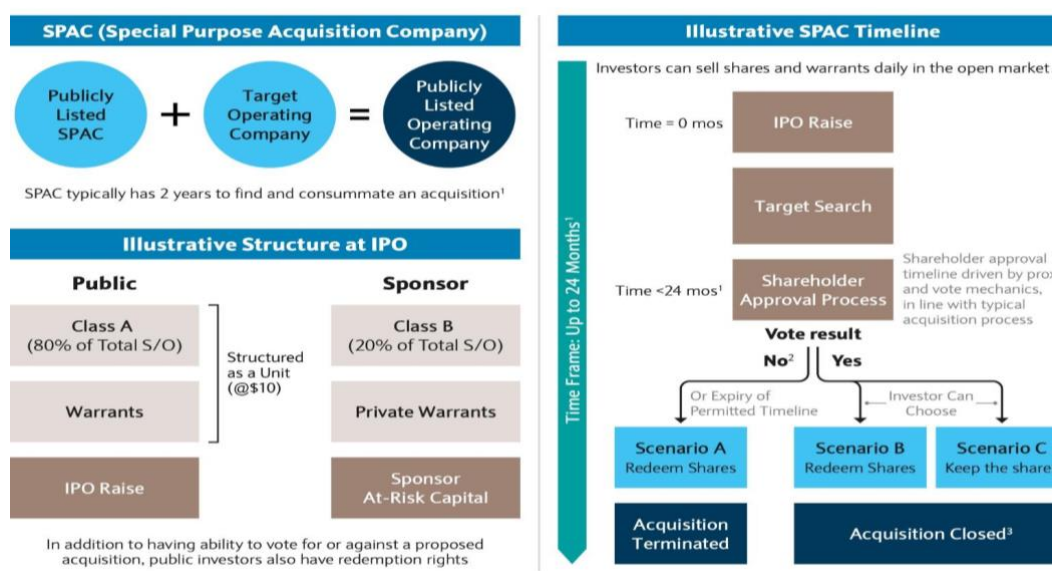 SPAC (Special Purpose Acquisition Company)
Publicly
Listed
SPAC
+
Target
Operating
Company
=
Publicly
Listed
Operating
Company
SPAC typically has 2 years to find and consummate an acquisition¹
Illustrative Structure at IPO
Public
Sponsor
Class A
(80% of Total S/O)
Class B
(20% of Total S/O)
Structured
as a Unit
(@$10)
Warrants
Private Warrants
IPO Raise
Sponsor
At-Risk Capital
In addition to having ability to vote for or against a proposed
acquisition, public investors also have redemption rights
Illustrative SPAC Timeline
Investors can sell shares and warrants daily in the open market
Time Frame: Up to 24 Months¹
Time = 0 mos
IPO Raise
Target Search
Time <24 mos¹
Shareholder
Approval Process
Shareholder approval
timeline driven by
and vote mechanics,
in line with typical
acquisition process
Vote result
No²
Yes
Or Expiry of
Permitted Timeline
Investor Can
Choose
Scenario A
Redeem Shares
Scenario B
Redeem Shares
Scenario C
Keep the share
Acquisition
Terminated
Acquisition Closed³